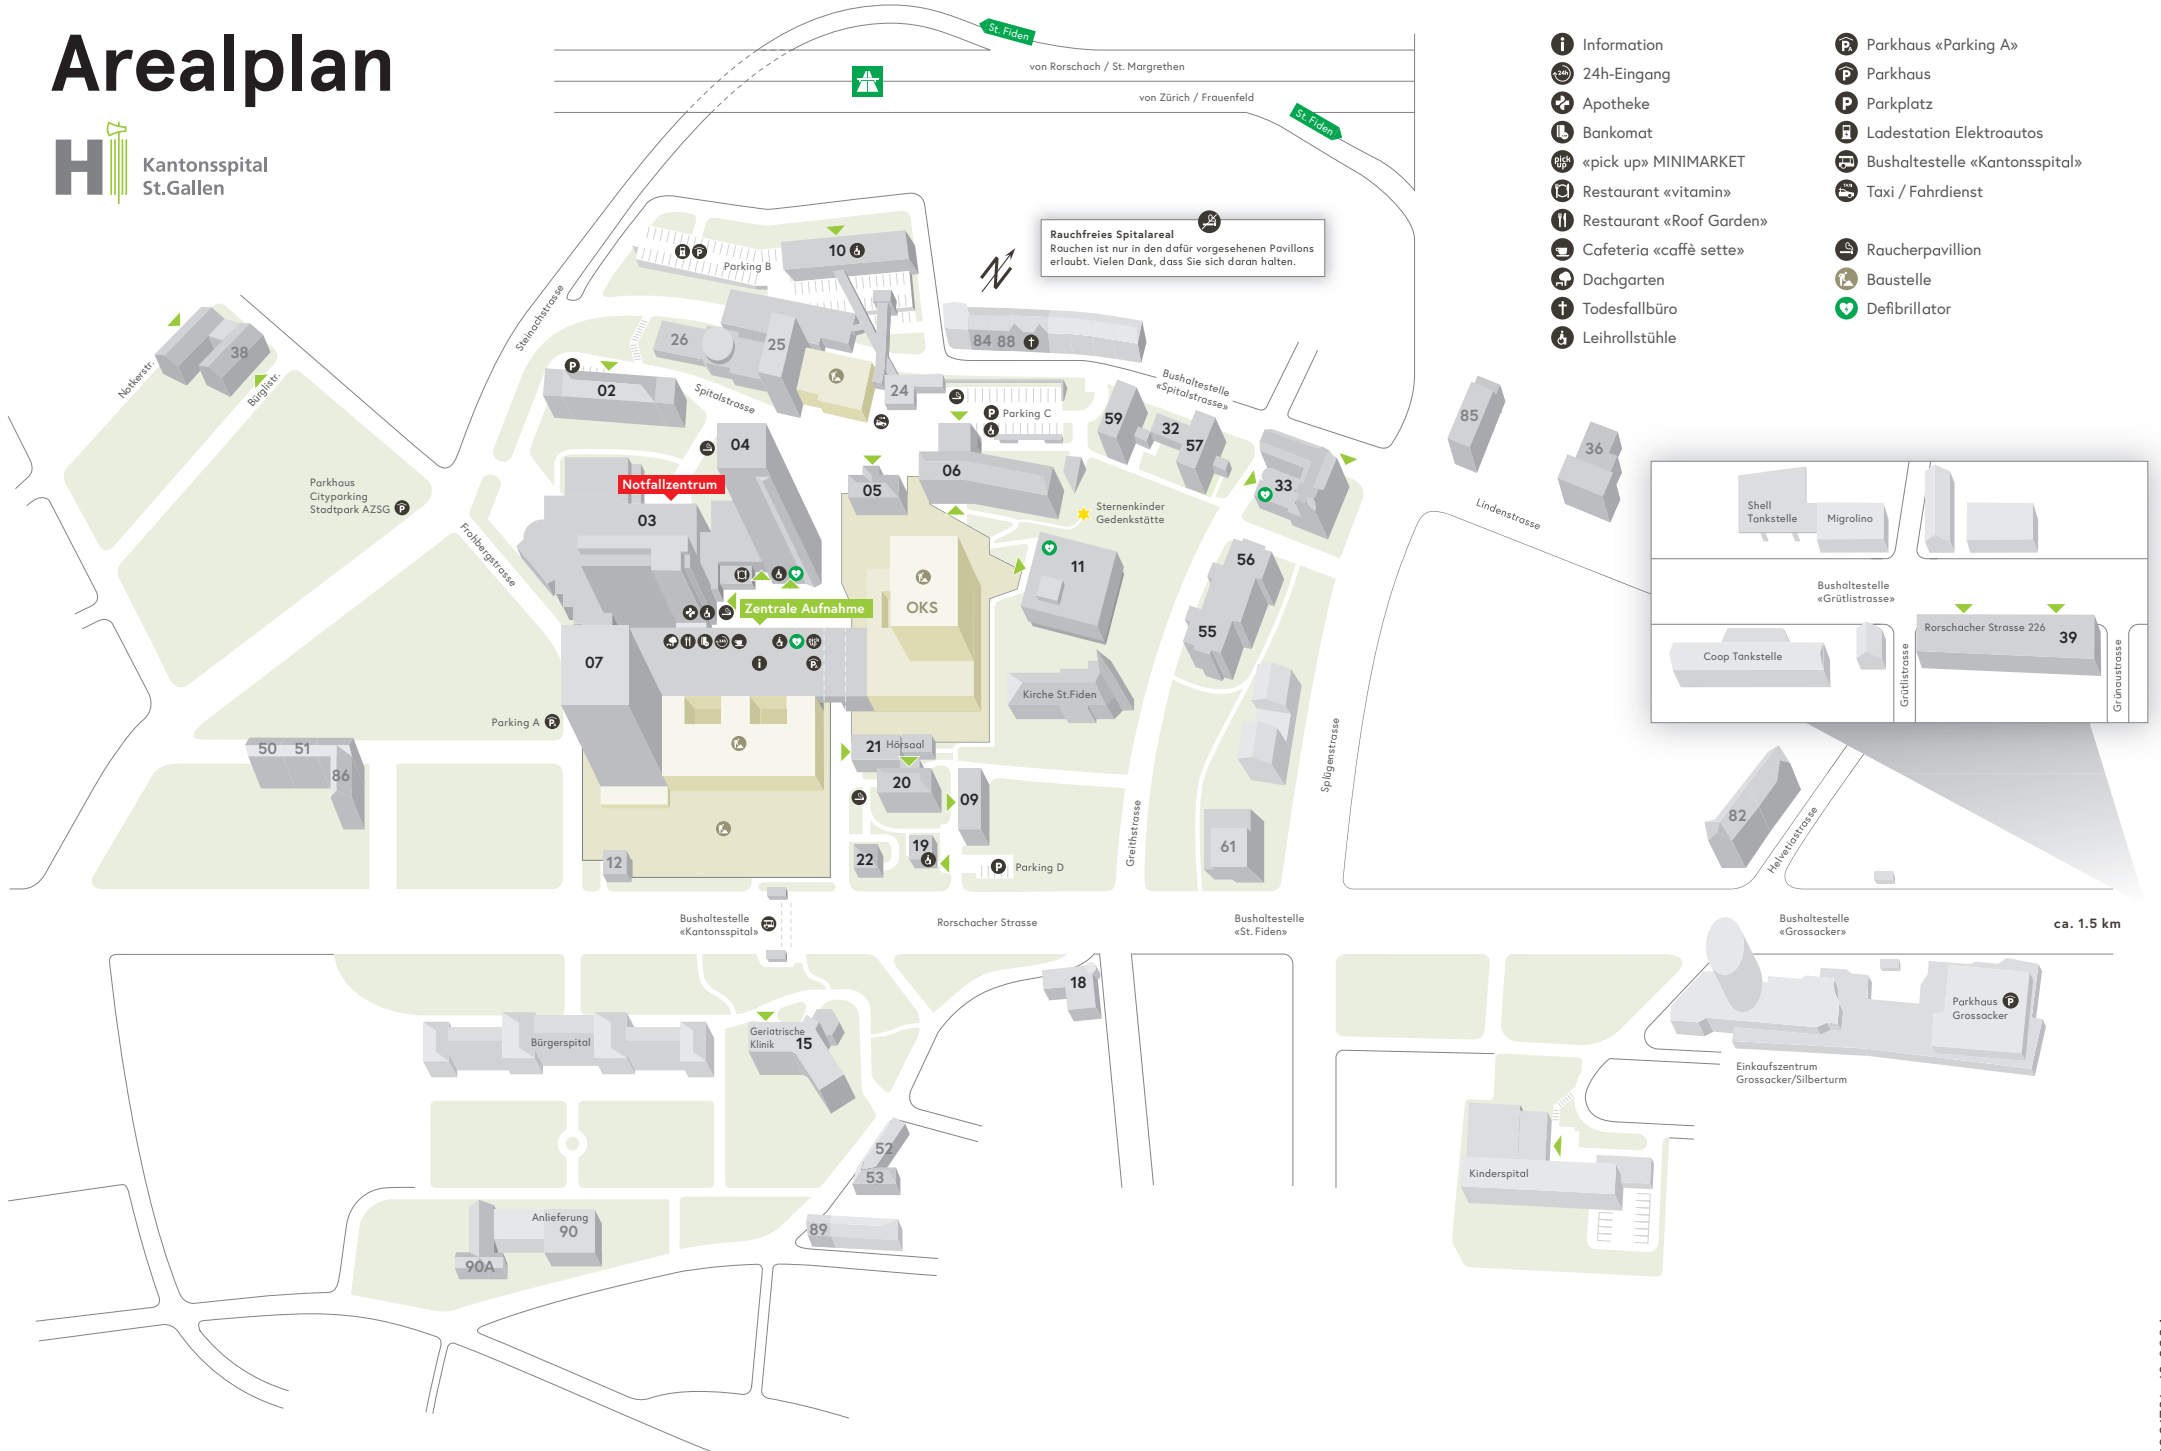 Arealplan
Kantonsspital
St.Gallen
St. Fiden
von Rorschach / St. Margrethen
von Zürich / Frauenfeld
St. Fiden
Information
24h-Eingang
Apotheke
Bankomat
«pick up» MINIMARKET
Restaurant «vitamin»
Restaurant «Roof Garden»
Cafeteria «caffè sette»
Dachgarten
Todesfallbüro
Leihrollstühle
Parkhaus «Parking A»
Parkhaus
Parkplatz
Ladestation Elektroautos
Bushaltestelle «Kantonsspital»
Taxi / Fahrdienst
Raucherpavillion
Baustelle
Defibrillator
Rauchfreies Spitalareal
Rauchen ist nur in den dafür vorgesehenen Pavillons
erlaubt. Vielen Dank, dass Sie sich daran halten.
N
10
Parking B
Steinachstrasse
26
25
84 88
38
Notkerstr.
Bürglistr.
02
Spitalstrasse
24
Bushaltestelle
«Spitalstrasse»
Parking C
59
32
57
85
36
04
06
05
33
Notfallzentrum
03
Parkhaus
Cityparking
Stadtpark AZSG
Frohbergstrasse
Sternenkinder
Gedenkstätte
Lindenstrasse
Shell
Tankstelle
Migrolino
11
56
OKS
Zentrale Aufnahme
55
Bushaltestelle
«Grütlistrasse»
Rorschacher Strasse 226
39
Coop Tankstelle
Grütlistrasse
Grünaustrasse
07
Kirche St.Fiden
Parking A
50
51
86
21
Hörsaal
20
09
Splügenstrasse
Greithstrasse
82
Helvetiastrasse
12
22
19
Parking D
61
Bushaltestelle
«Kantonsspital»
Rorschacher Strasse
Bushaltestelle
«St. Fiden»
Bushaltestelle
«Grossacker»
ca. 1.5 km
18
Parkhaus
Grossacker
Bürgerspital
Geriatrische
Klinik
15
Einkaufszentrum
Grossacker/Silberturm
52
53
Kinderspital
89
Anlieferung
90
90A